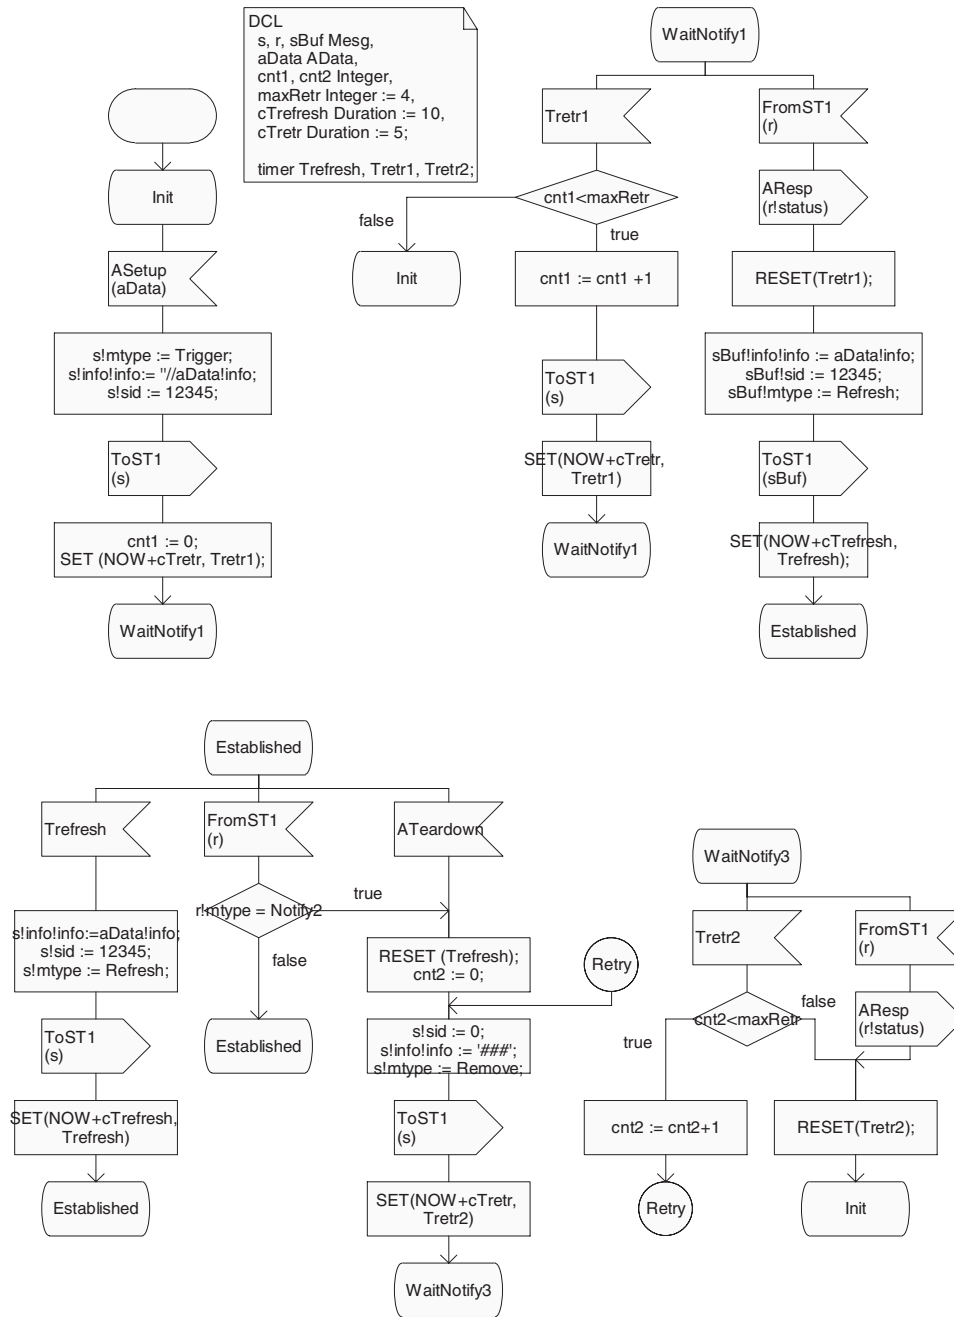 DCL
s, r, sBuf Mesg,
aData AData,
cnt1, cnt2 Integer,
maxRetr Integer := 4,
cTrefresh Duration := 10,
cTretr Duration := 5;
timer Trefresh, Tretr1, Tretr2;
Init
ASetup
(aData)
s!mtype := Trigger;
s!info!info:= "//aData!info;
s!sid := 12345;
ToST1
(s)
cnt1 := 0;
SET (NOW+cTretr, Tretr1);
WaitNotify1
WaitNotify1
Tretr1
cnt1<maxRetr
false
true
Init
cnt1 := cnt1 +1
ToST1
(s)
SET(NOW+cTretr,
Tretr1)
WaitNotify1
FromST1
(r)
AResp
(r!status)
RESET(Tretr1);
sBuf!info!info := aData!info;
sBuf!sid := 12345;
sBuf!mtype := Refresh;
ToST1
(sBuf)
SET(NOW+cTrefresh,
Trefresh);
Established
Established
Trefresh
s!info!info:=aData!info;
s!sid := 12345;
s!mtype := Refresh;
ToST1
(s)
SET(NOW+cTrefresh,
Trefresh)
Established
FromST1
(r)
r!mtype = Notify2
true
false
Established
ATeardown
RESET (Trefresh);
cnt2 := 0;
Retry
s!sid := 0;
s!info!info := '###';
s!mtype := Remove;
ToST1
(s)
SET(NOW+cTretr,
Tretr2)
WaitNotify3
WaitNotify3
Tretr2
cnt2<maxRetr
false
true
cnt2 := cnt2+1
Retry
FromST1
(r)
AResp
(r!status)
RESET(Tretr2);
Init